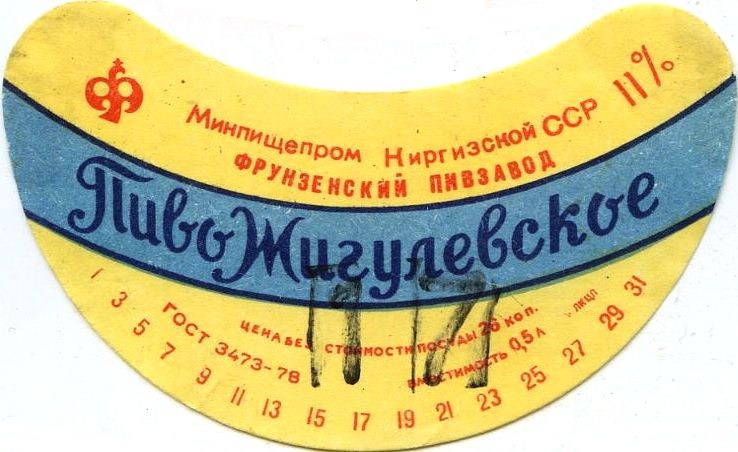 Минпищепром Киргизской ССР 11%
ФРУНЗЕНСКИЙ ПИВЗАВОД
Пиво Жигулевское
ГОСТ 3473-78
ЦЕНА БЕЗ СТОИМОСТИ ПОСУДЫ 26 КОП.
ВМЕСТИМОСТЬ 0,5 Л
1 3 5 7 9 11 13 15 17 19 21 23 25 27 29 31